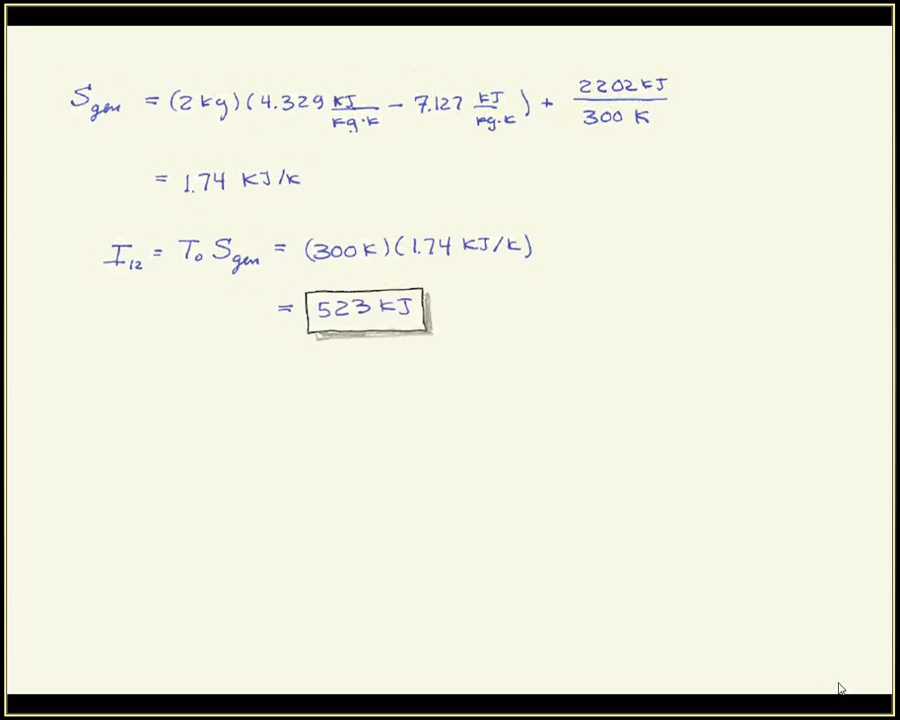 S_gen = (2 kg)(4.329 KJ/kg·K − 7.127 KJ/kg·K) + 2202 KJ/300 K
= 1.74 KJ/K
I_12 = T_0 S_gen = (300 K)(1.74 KJ/K)
= 523 KJ